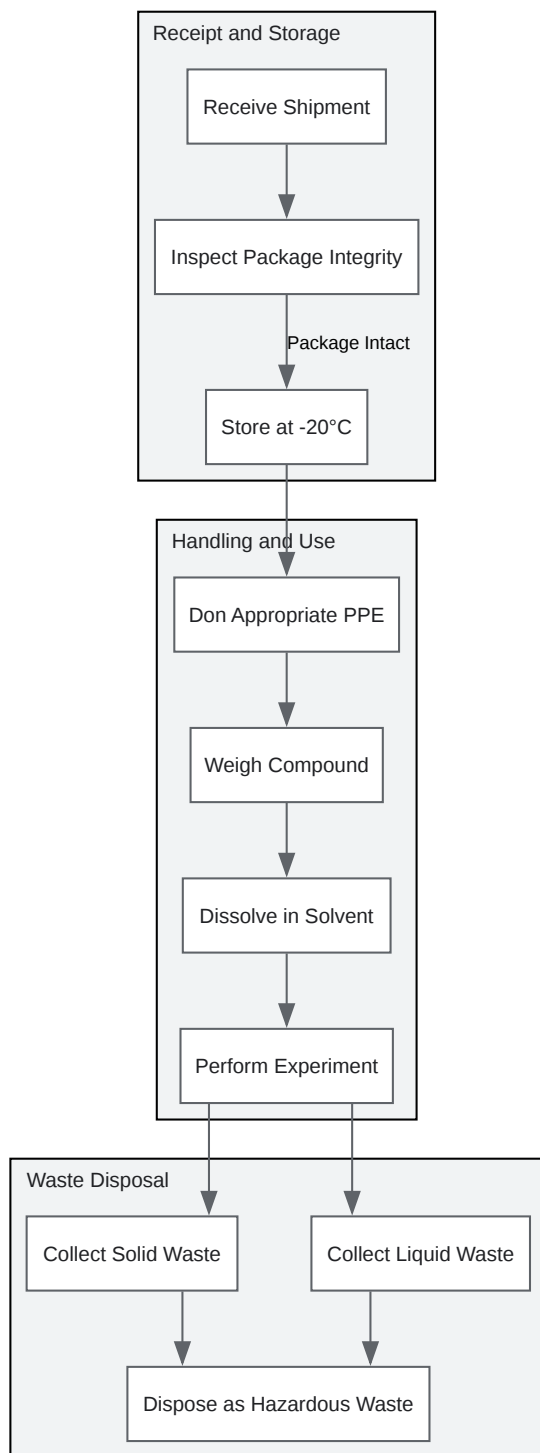 Receipt and Storage
Receive Shipment
Inspect Package Integrity
Package Intact
Store at -20°C
Handling and Use
Don Appropriate PPE
Weigh Compound
Dissolve in Solvent
Perform Experiment
Waste Disposal
Collect Solid Waste
Collect Liquid Waste
Dispose as Hazardous Waste